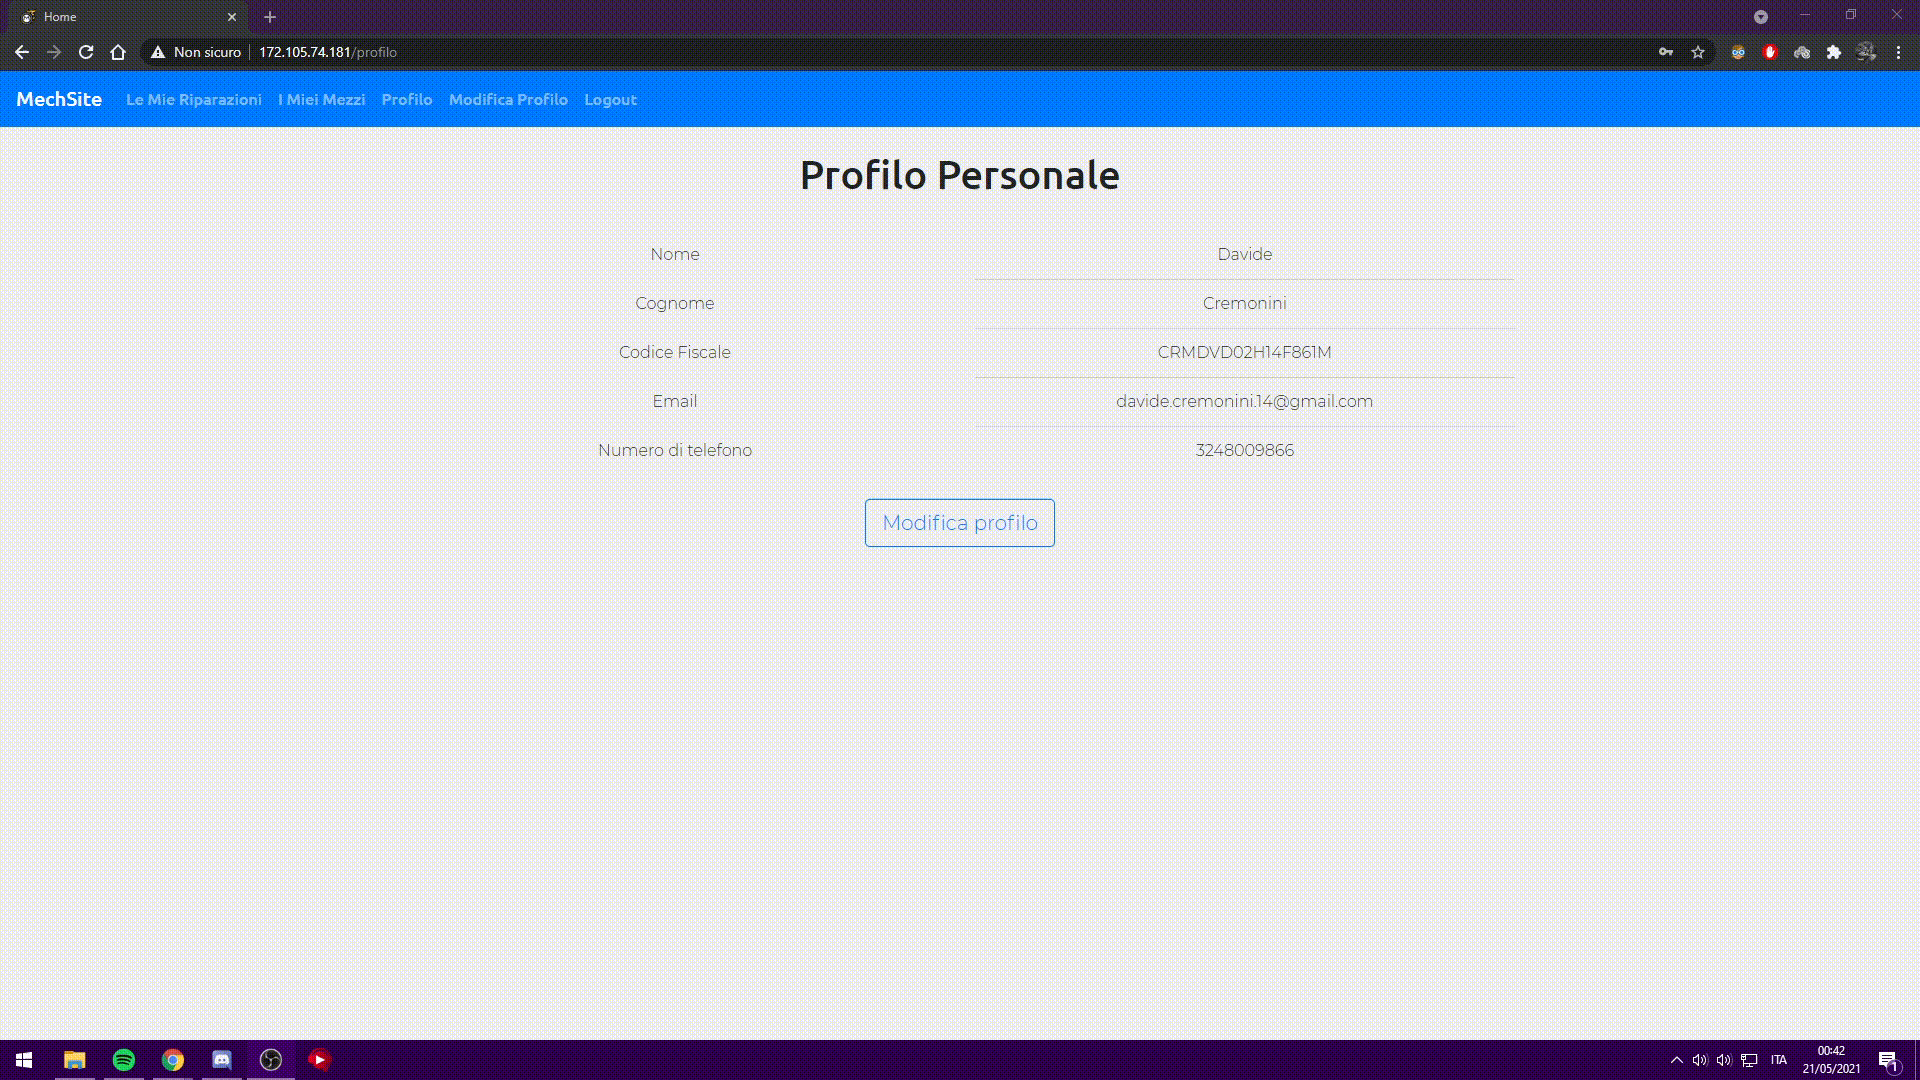 Home
Non sicuro 172.105.74.181/profilo
MechSite Le Mie Riparazioni I Miei Mezzi Profilo Modifica Profilo Logout
Profilo Personale
Nome Davide
Cognome Cremonini
Codice Fiscale CRMDVD02H14F861M
Email davide.cremonini.14@gmail.com
Numero di telefono 3248009866
Modifica profilo
ITA
00:42
21/05/2021
1